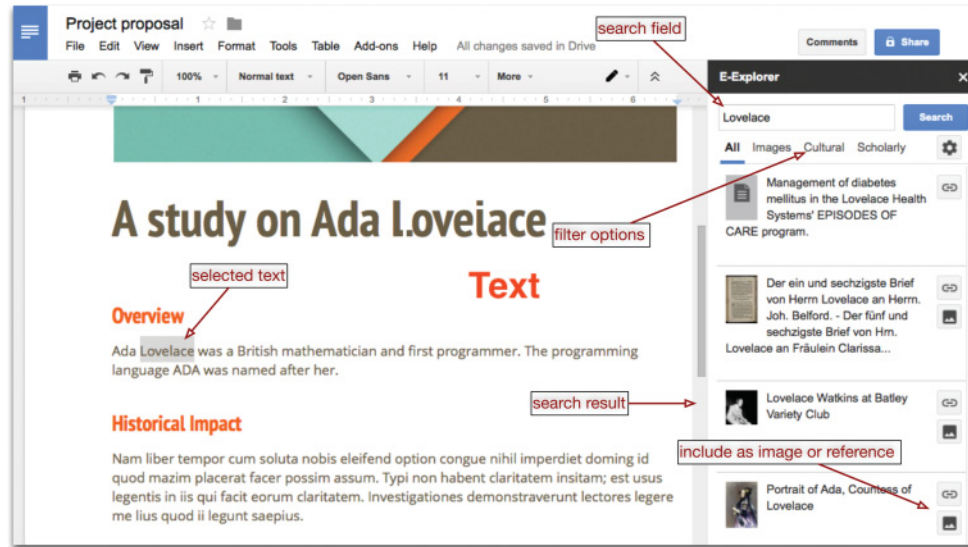 Project proposal
File Edit View Insert Format Tools Table Add-ons Help All changes saved in Drive
Comments
Share
search field
100% Normal text Open Sans 11 More
E-Explorer
1 1 2 3 4 5 6
Lovelace
Search
All Images Cultural Scholarly
filter options
A study on Ada Lovelace
Text
selected text
Overview
Ada Lovelace was a British mathematician and first programmer. The programming
language ADA was named after her.
Historical Impact
Nam liber tempor cum soluta nobis eleifend option congue nihil imperdiet doming id
quod mazim placerat facer possim assum. Typi non habent claritatem insitam; est usus
legentis in iis qui facit eorum claritatem. Investigationes demonstraverunt lectores legere
me lius quod ii legunt saepius.
Management of diabetes
mellitus in the Lovelace Health
Systems' EPISODES OF
CARE program.
Der ein und sechzigste Brief
von Herrn Lovelace an Herrn.
Joh. Belford. - Der fünf und
sechzigste Brief von Hrn.
Lovelace an Fräulein Clarissa...
search result
Lovelace Watkins at Batley
Variety Club
include as image or reference
Portrait of Ada, Countess of
Lovelace